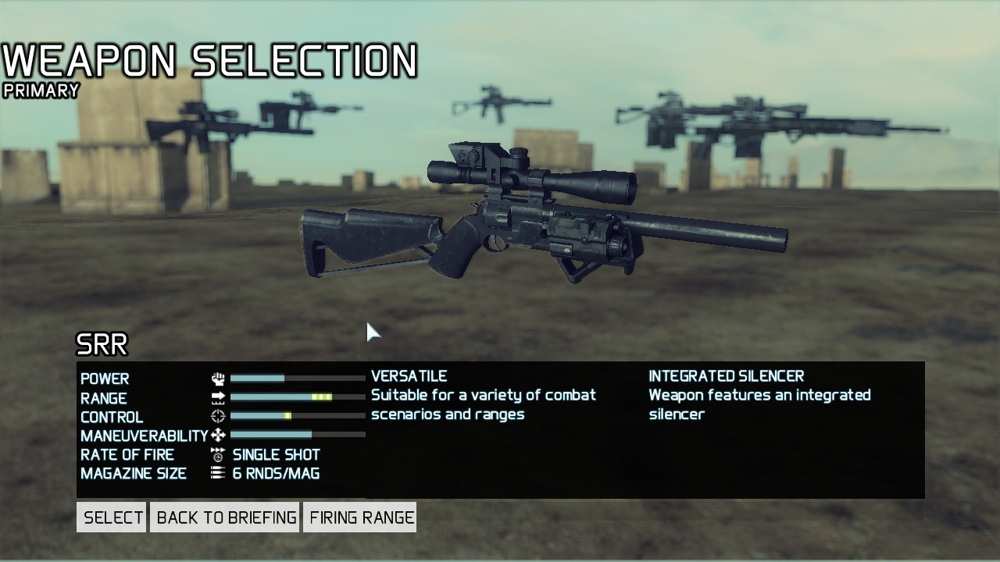 WEAPON SELECTION
PRIMARY
SRR
POWER
RANGE
CONTROL
MANEUVERABILITY
RATE OF FIRE SINGLE SHOT
MAGAZINE SIZE 6 RNDS/MAG
VERSATILE
Suitable for a variety of combat
scenarios and ranges
INTEGRATED SILENCER
Weapon features an integrated
silencer
SELECT
BACK TO BRIEFING
FIRING RANGE